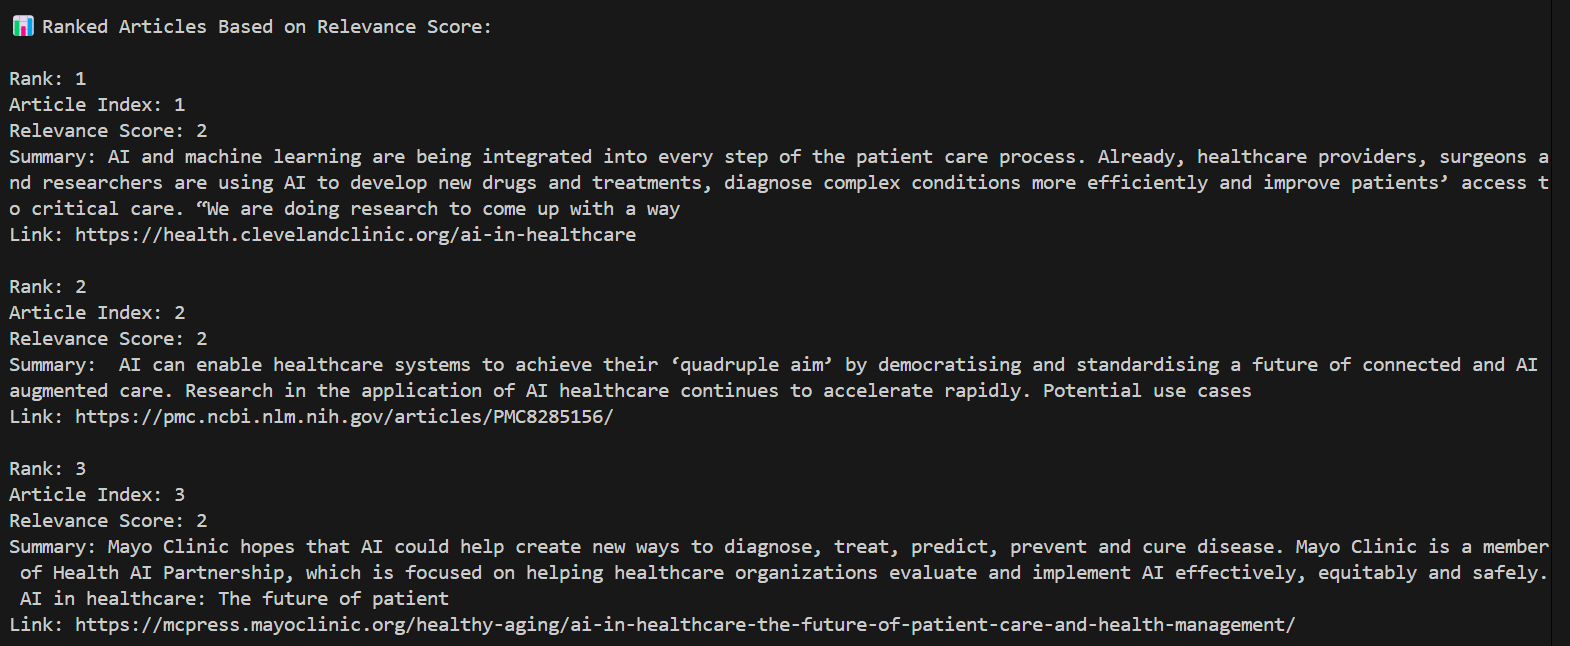 📊 Ranked Articles Based on Relevance Score:
Rank: 1
Article Index: 1
Relevance Score: 2
Summary: AI and machine learning are being integrated into every step of the patient care process. Already, healthcare providers, surgeons a
nd researchers are using AI to develop new drugs and treatments, diagnose complex conditions more efficiently and improve patients’ access t
o critical care. “We are doing research to come up with a way
Link: https://health.clevelandclinic.org/ai-in-healthcare
Rank: 2
Article Index: 2
Relevance Score: 2
Summary:  AI can enable healthcare systems to achieve their ‘quadruple aim’ by democratising and standardising a future of connected and AI
augmented care. Research in the application of AI healthcare continues to accelerate rapidly. Potential use cases
Link: https://pmc.ncbi.nlm.nih.gov/articles/PMC8285156/
Rank: 3
Article Index: 3
Relevance Score: 2
Summary: Mayo Clinic hopes that AI could help create new ways to diagnose, treat, predict, prevent and cure disease. Mayo Clinic is a member
 of Health AI Partnership, which is focused on helping healthcare organizations evaluate and implement AI effectively, equitably and safely.
 AI in healthcare: The future of patient
Link: https://mcpress.mayoclinic.org/healthy-aging/ai-in-healthcare-the-future-of-patient-care-and-health-management/